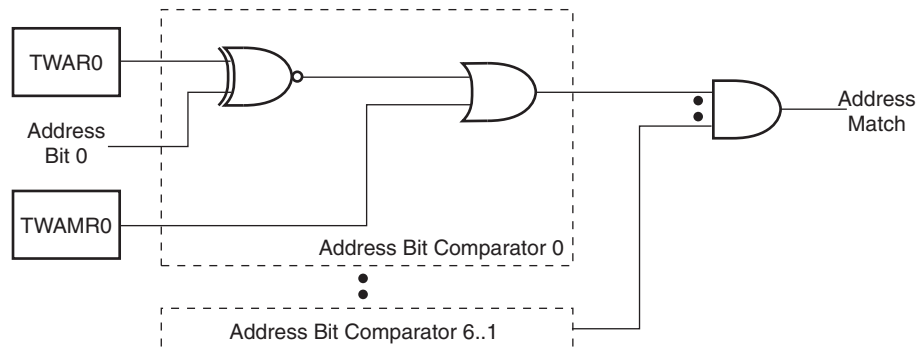 TWAR0
Address
Bit 0
TWAMR0
Address Bit Comparator 0
Address
Match
Address Bit Comparator 6..1